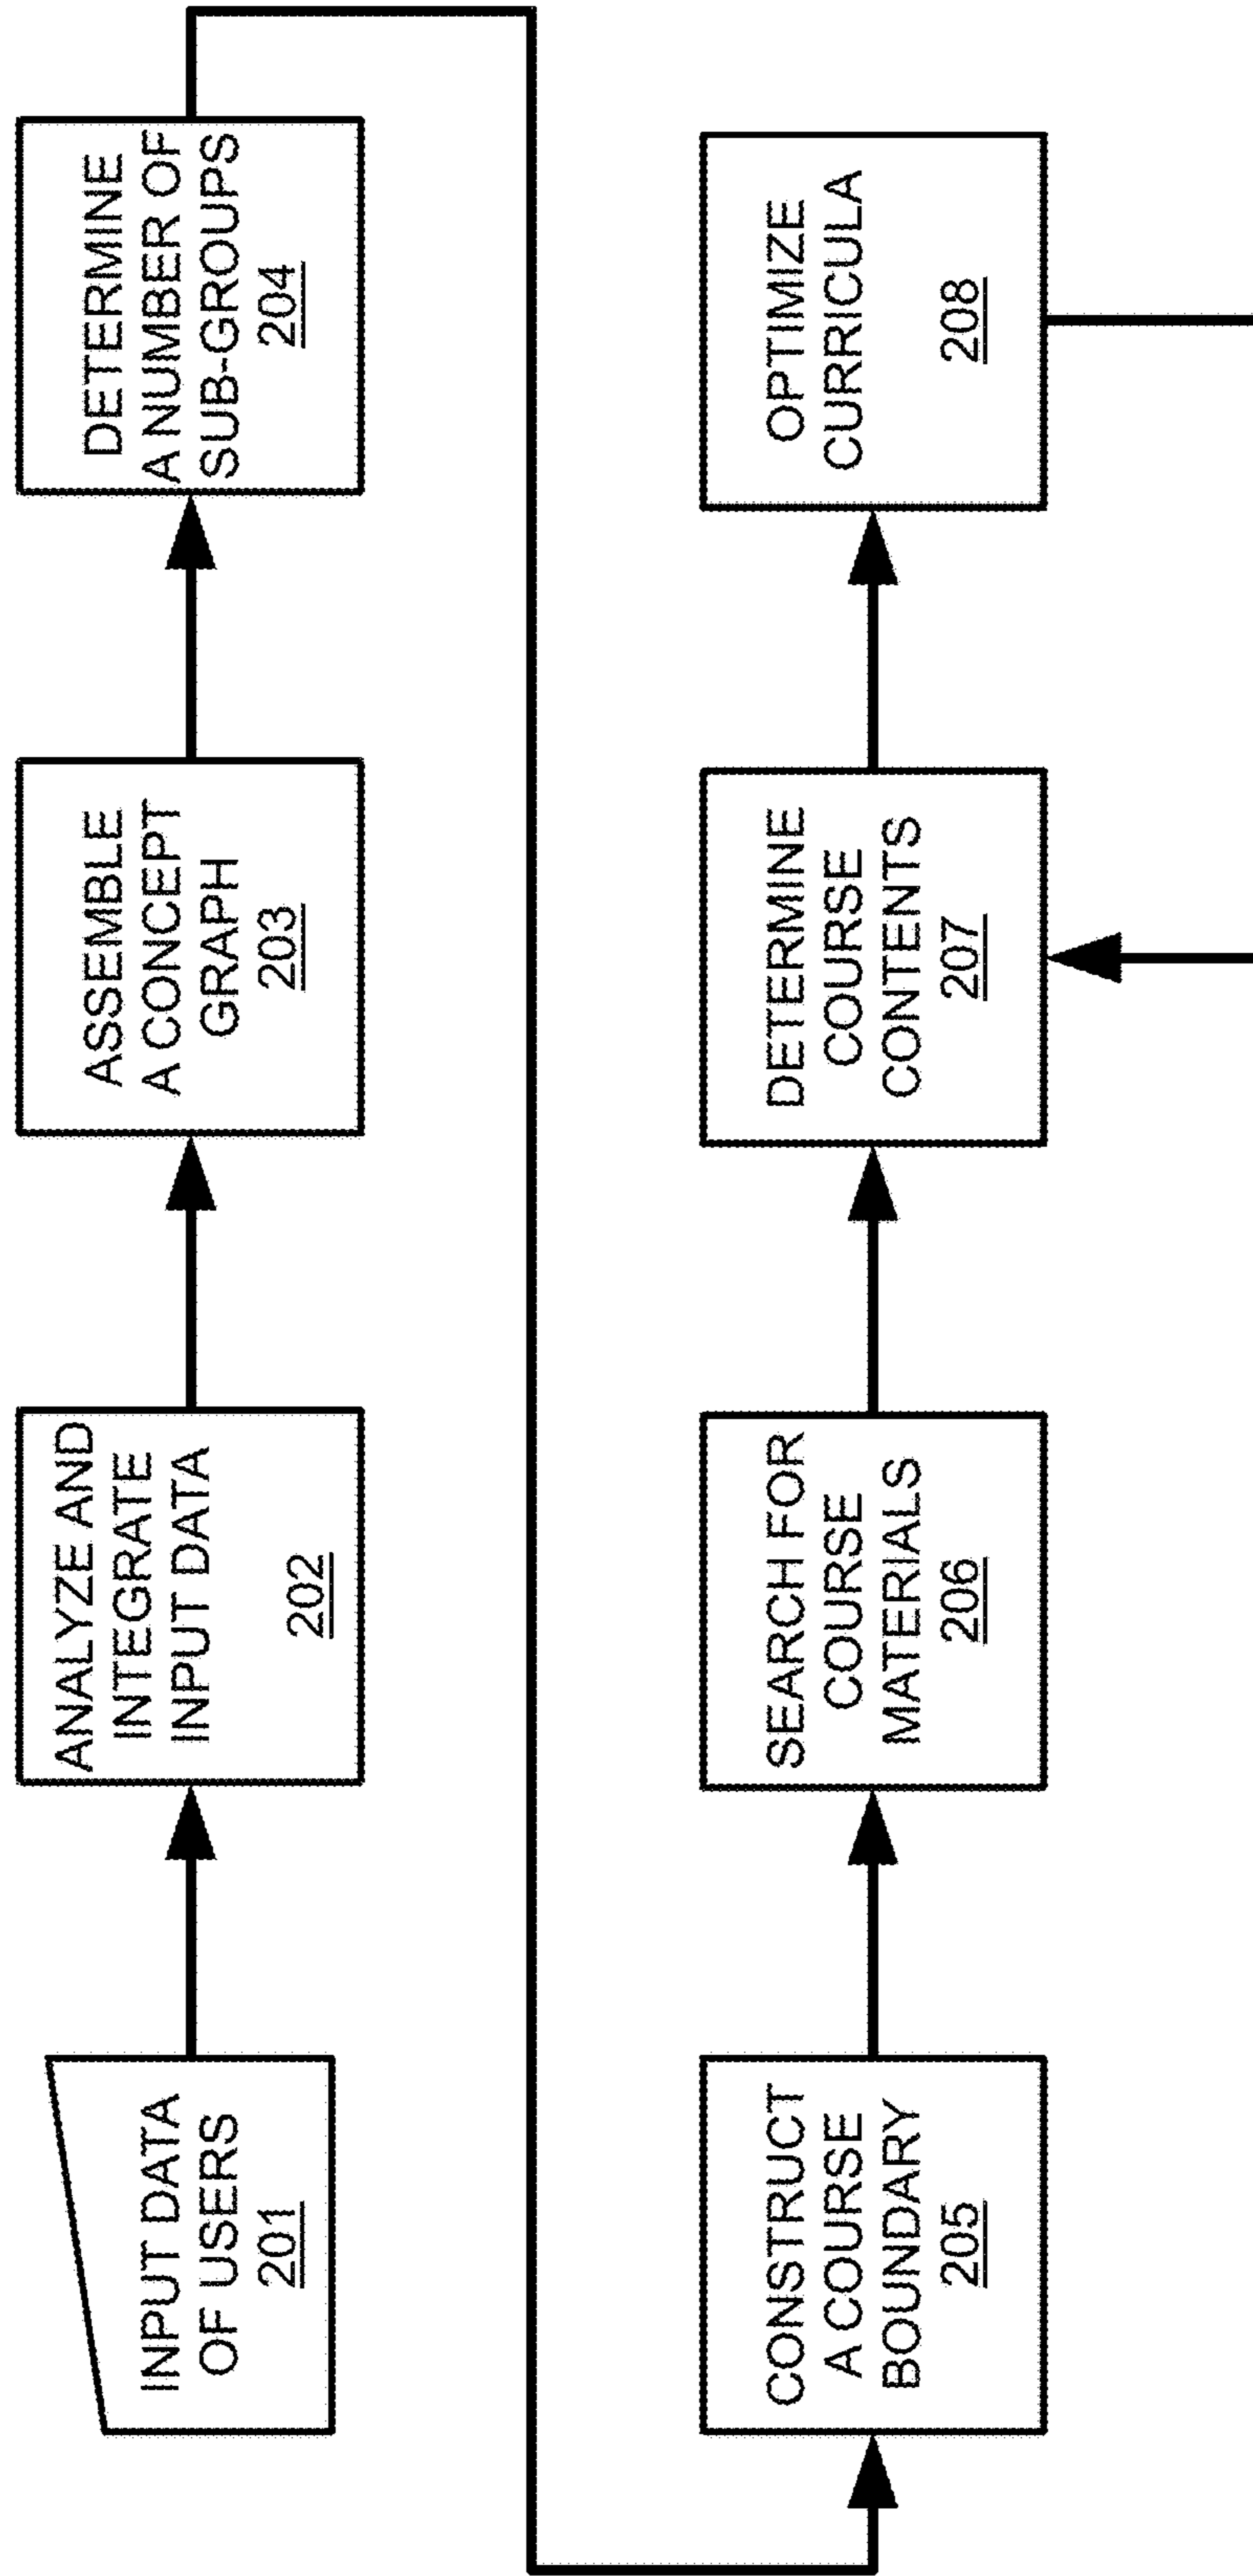 INPUT DATA
OF USERS
201
ANALYZE AND
INTEGRATE
INPUT DATA
202
ASSEMBLE
A CONCEPT
GRAPH
203
DETERMINE
A NUMBER OF
SUB-GROUPS
204
CONSTRUCT
A COURSE
BOUNDARY
205
SEARCH FOR
COURSE
MATERIALS
206
DETERMINE
COURSE
CONTENTS
207
OPTIMIZE
CURRICULA
208